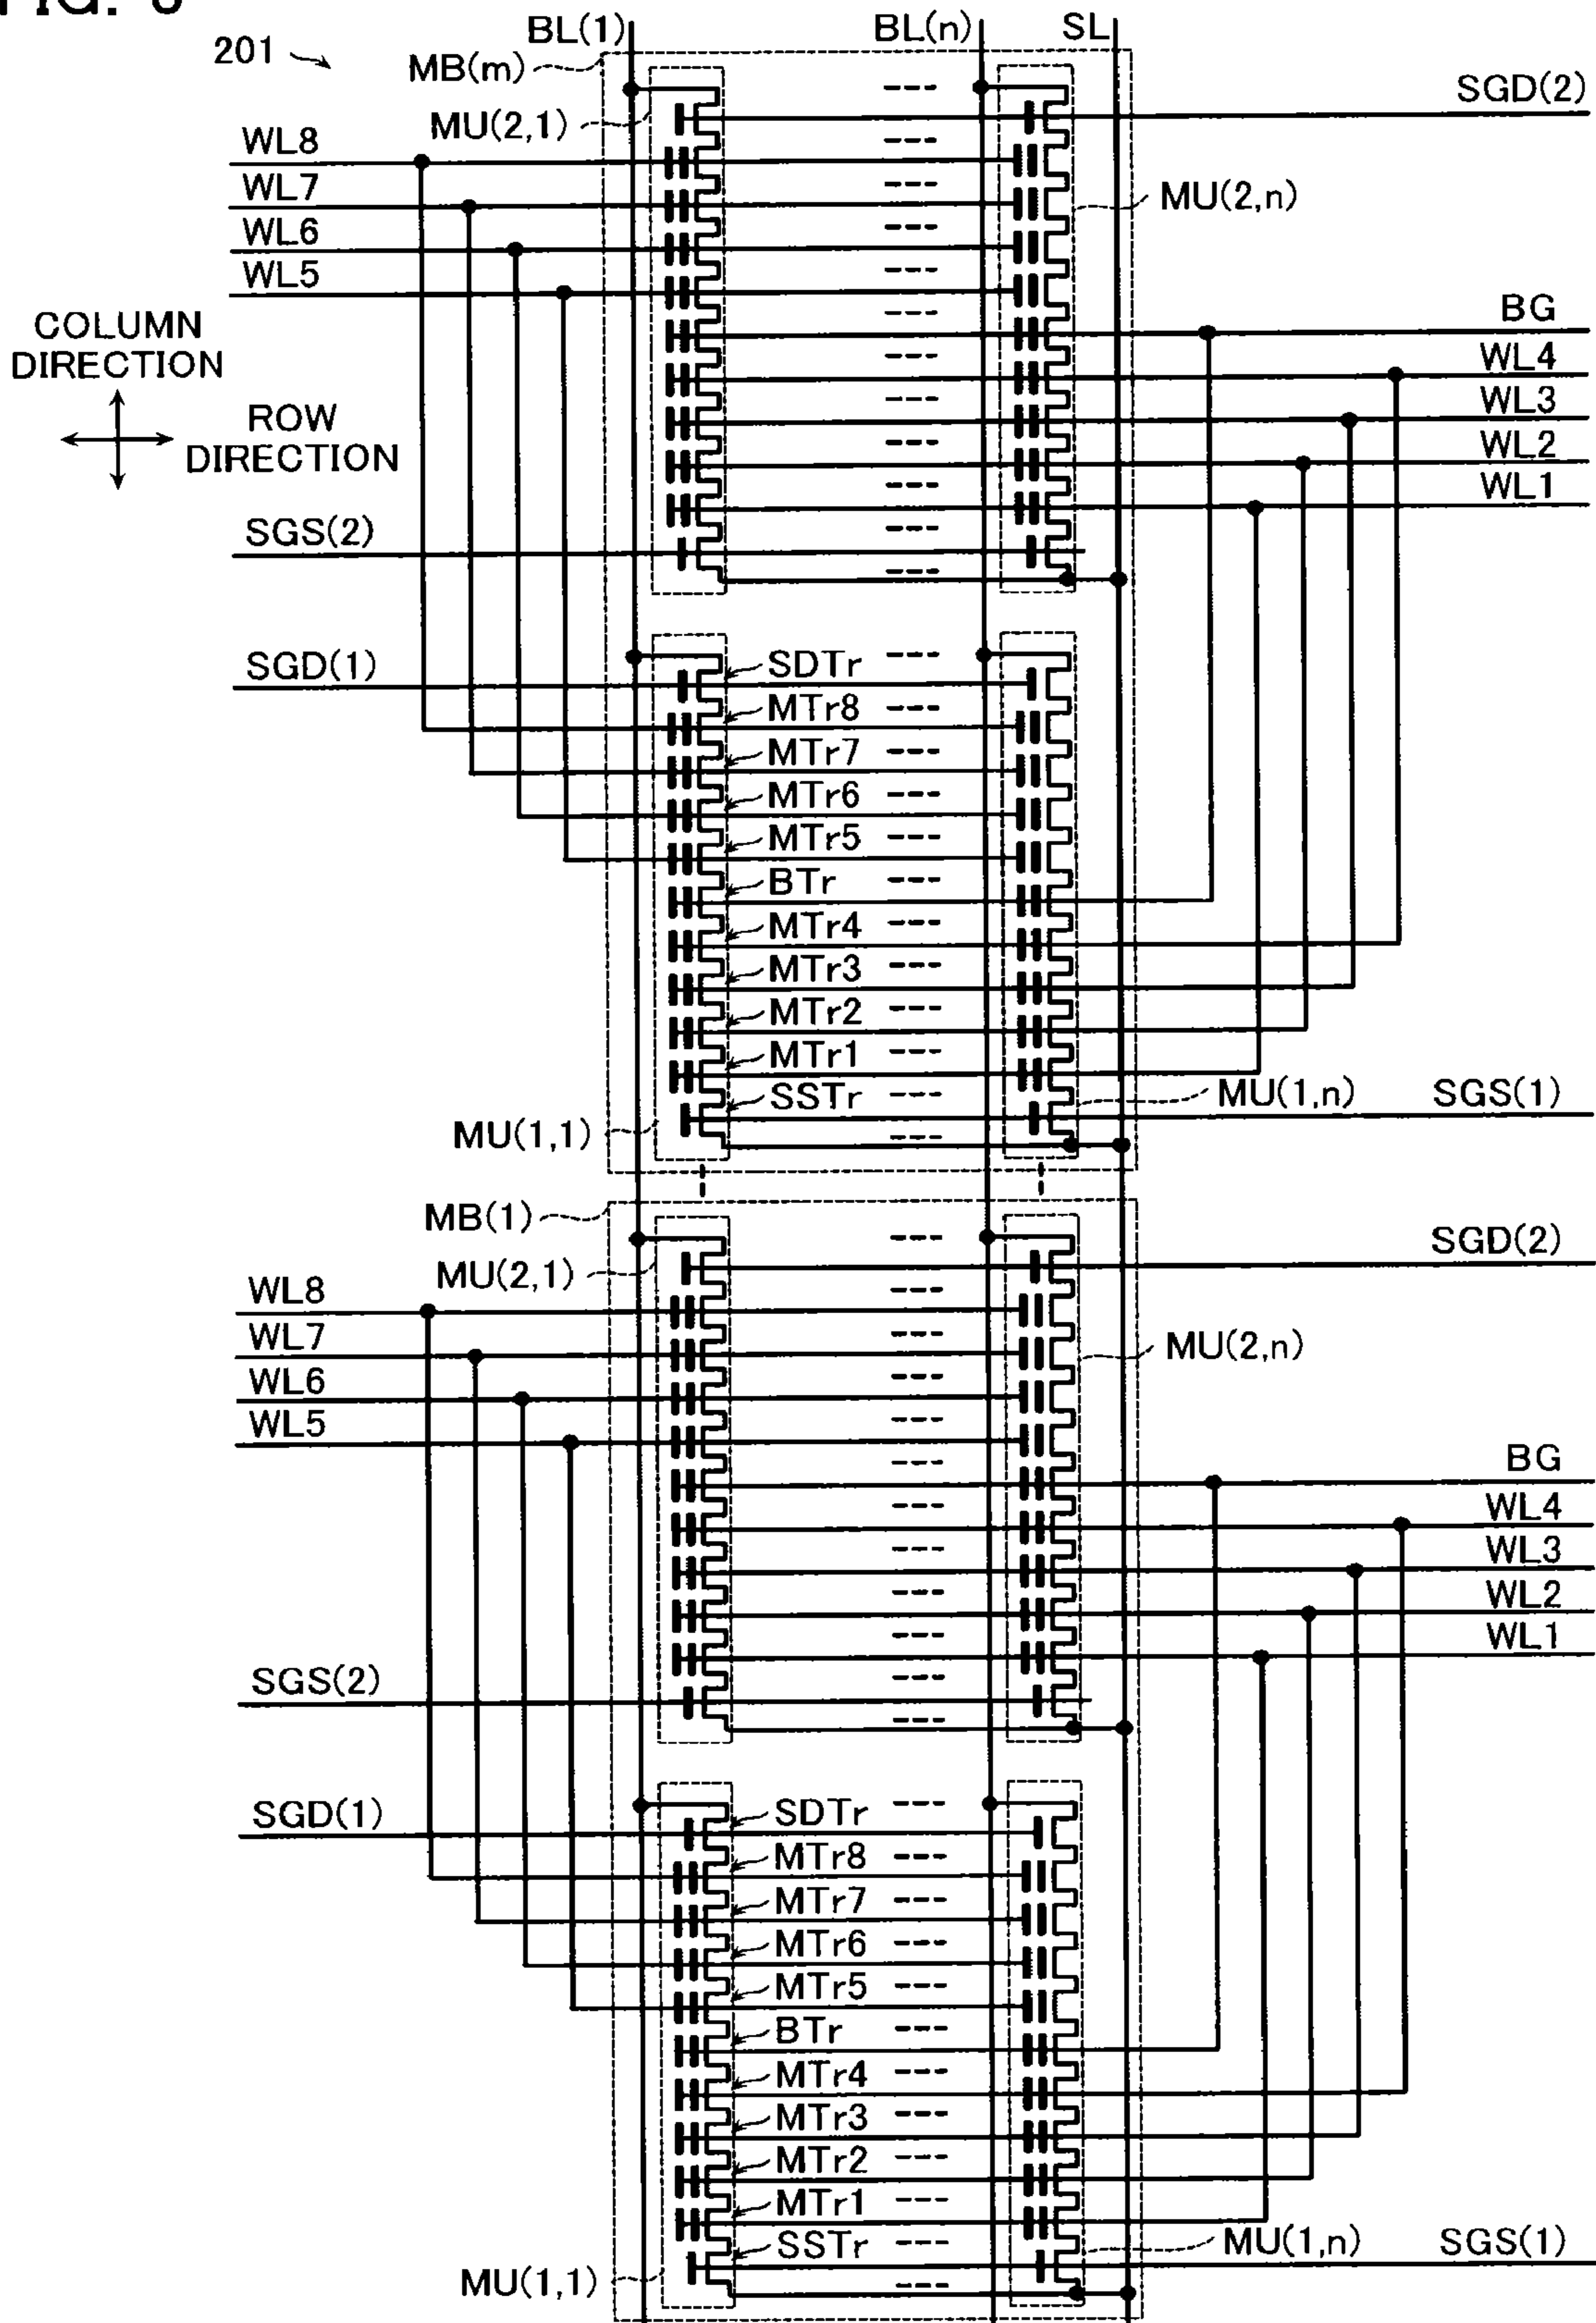 BL(1) BL(n) SL
201 MB(m)
SGD(2)
MU(2,1)
WL8
WL7 MU(2,n)
WL6
WL5
BG
COLUMN
DIRECTION
WL4
WL3
ROW
DIRECTION
WL2
WL1
SGS(2)
SGD(1) SDTr
MTr8
MTr7
MTr6
MTr5
BTr
MTr4
MTr3
MTr2
MTr1
SSTr MU(1,n) SGS(1)
MU(1,1)
MB(1)
SGD(2)
MU(2,1)
WL8
WL7 MU(2,n)
WL6
WL5
BG
WL4
WL3
WL2
WL1
SGS(2)
SGD(1) SDTr
MTr8
MTr7
MTr6
MTr5
BTr
MTr4
MTr3
MTr2
MTr1
SSTr MU(1,n) SGS(1)
MU(1,1)